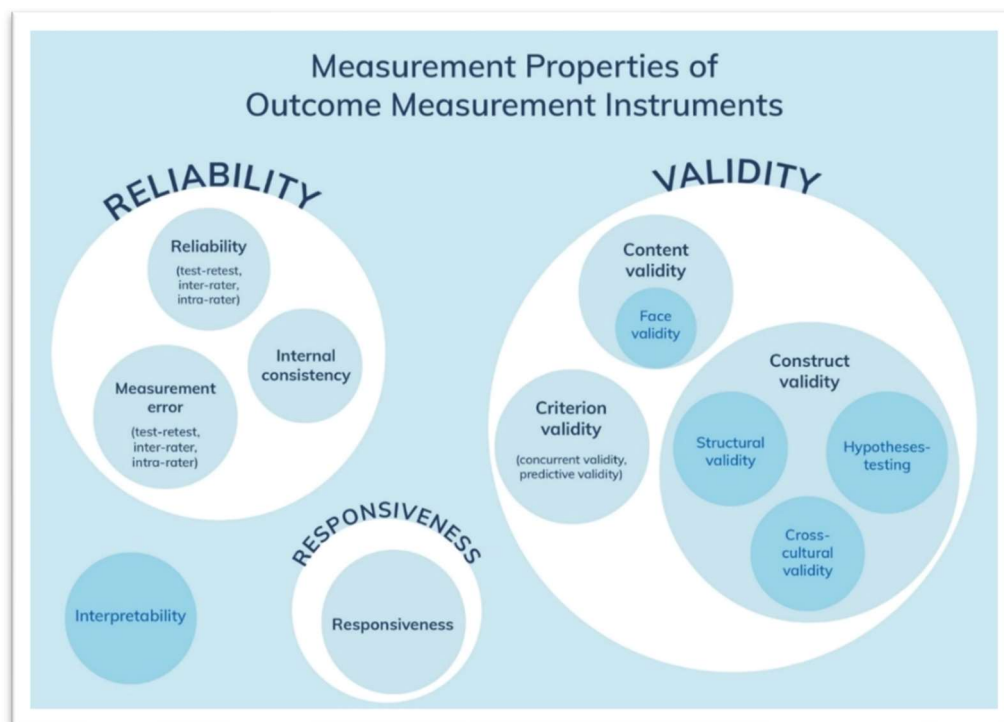 Measurement Properties of
Outcome Measurement Instruments
RELIABILITY
Reliability
(test-retest,
inter-rater,
intra-rater)
Internal
consistency
Measurement
error
(test-retest,
inter-rater,
intra-rater)
VALIDITY
Content
validity
Face
validity
Criterion
validity
(concurrent validity,
predictive validity)
Construct
validity
Structural
validity
Hypotheses-
testing
Cross-
cultural
validity
RESPONSIVENESS
Responsiveness
Interpretability